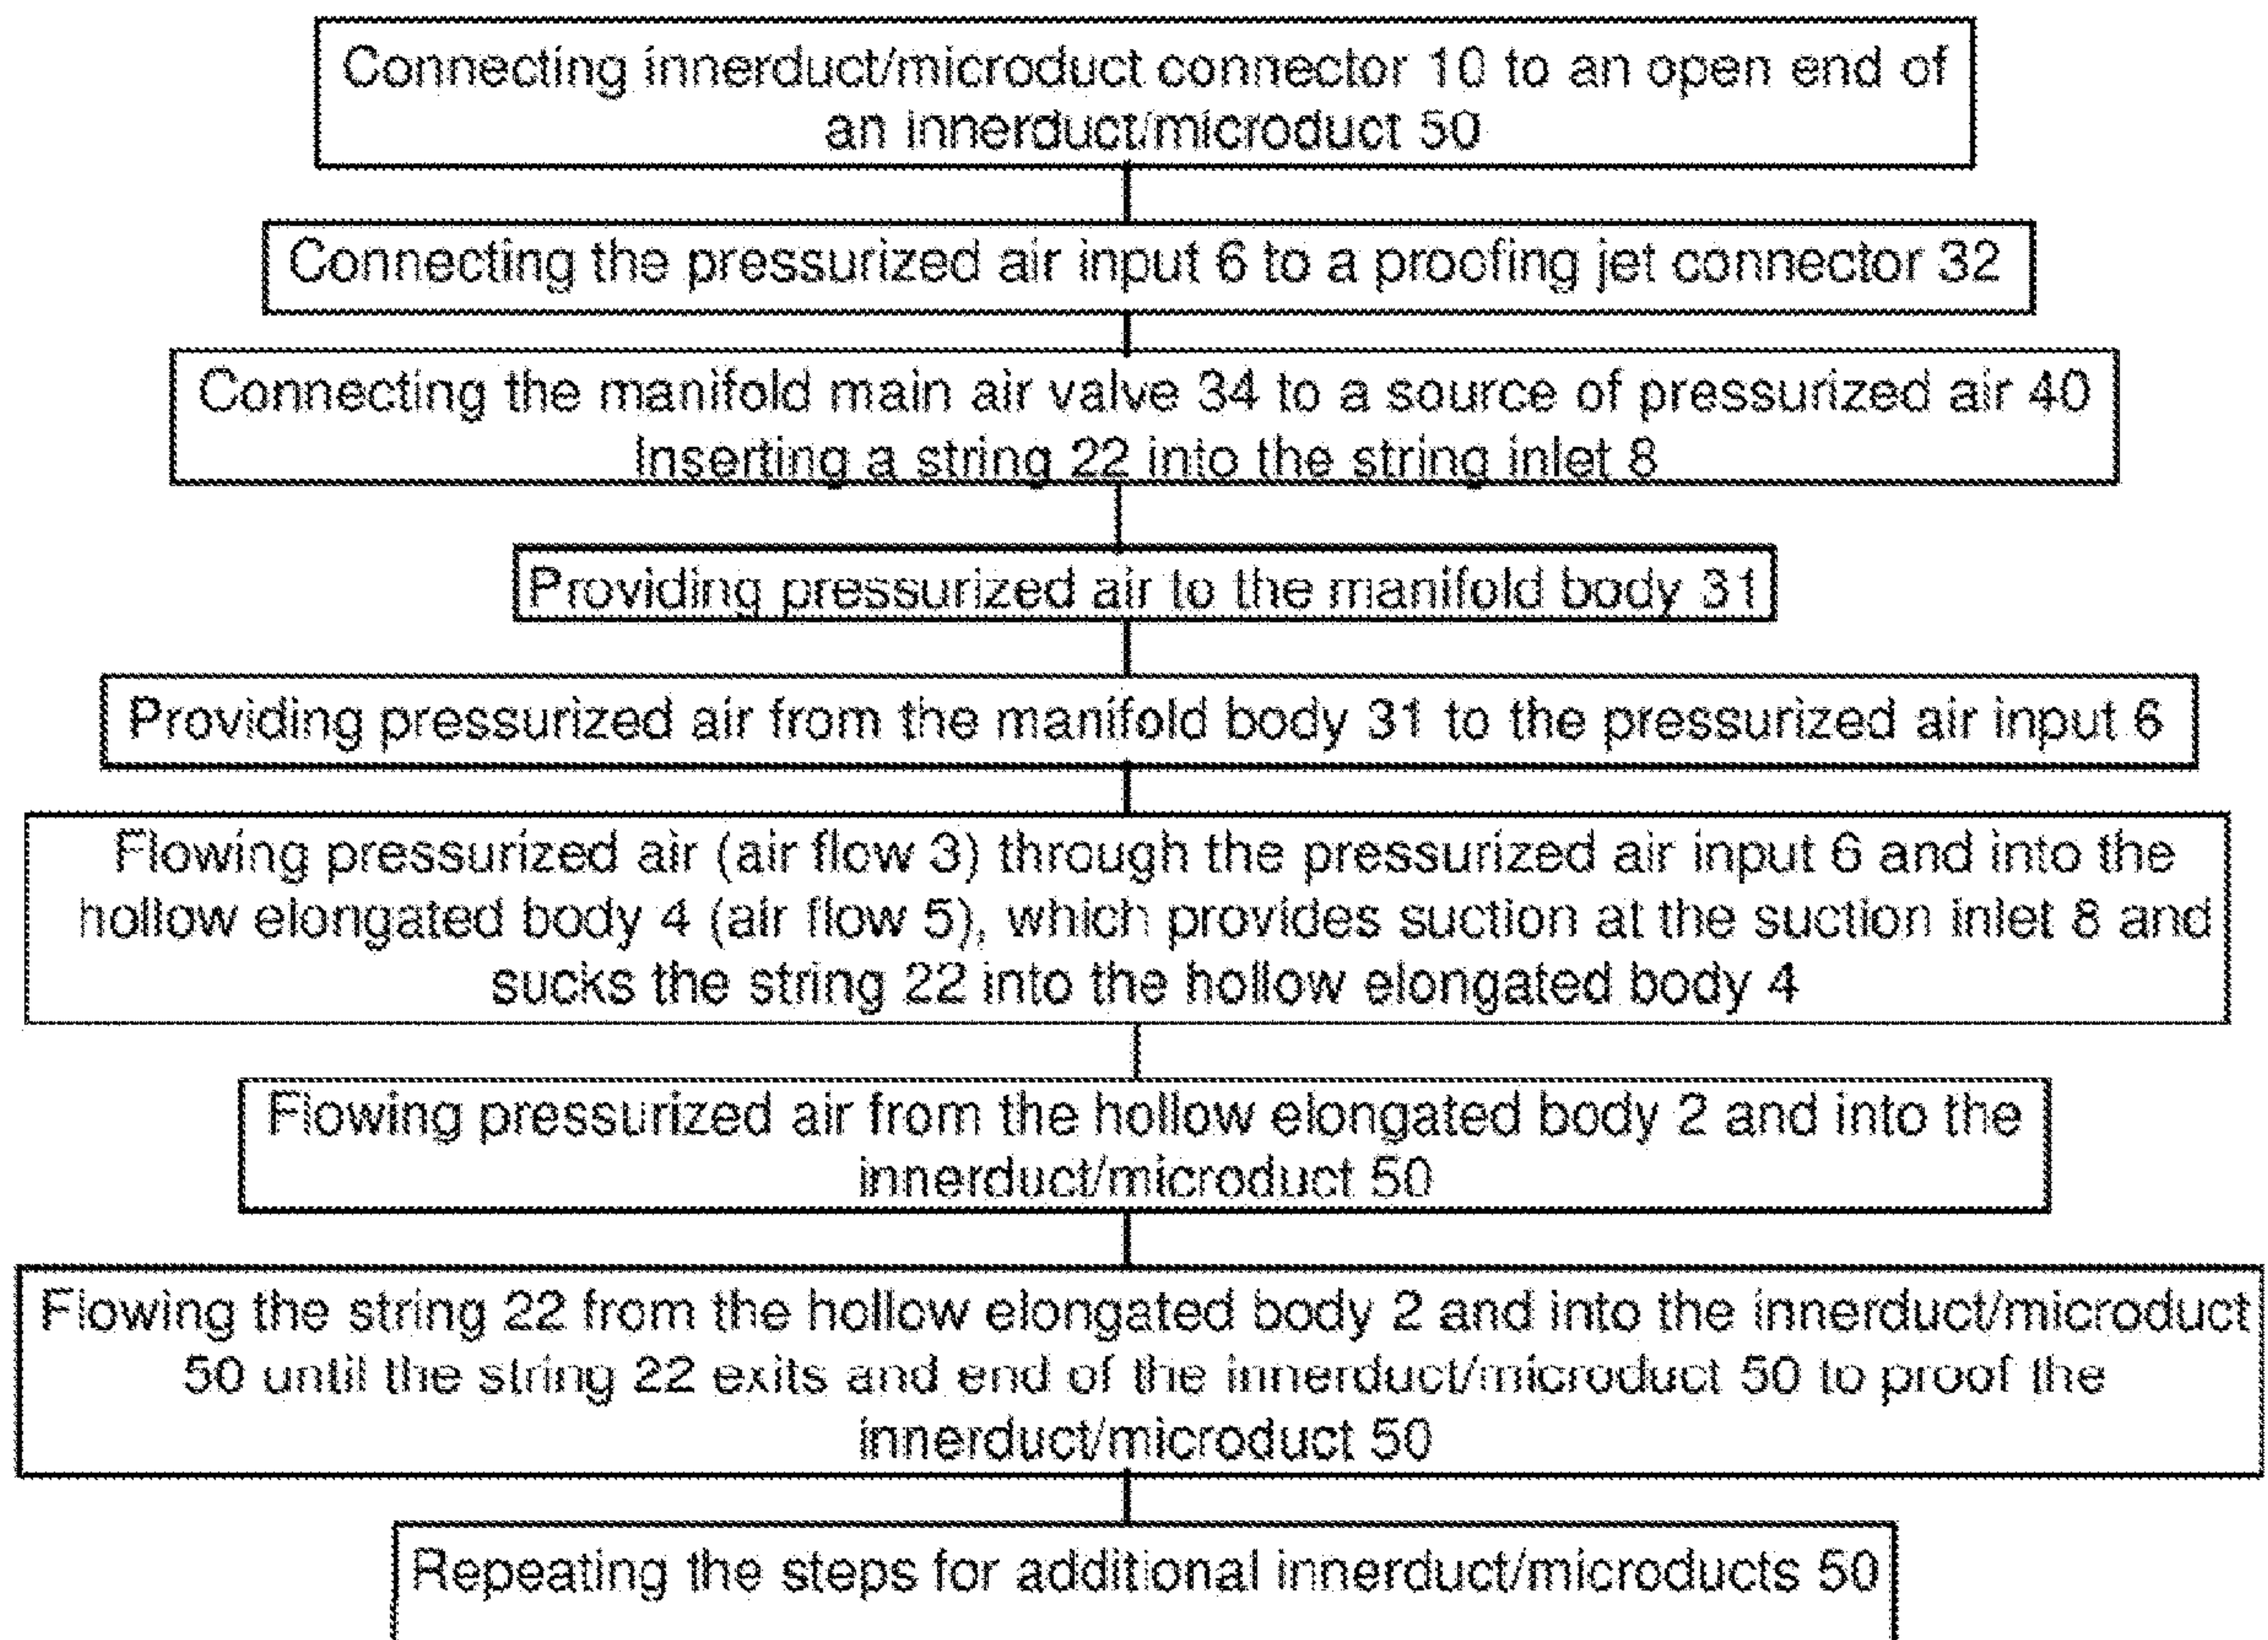 Connecting innerduct/microduct connector 10 to an open end of
an innerduct/microduct 50
Connecting the pressurized air input 6 to a proofing jet connector 32
Connecting the manifold main air valve 34 to a source of pressurized air 40
Inserting a string 22 into the string inlet 8
Providing pressurized air to the manifold body 31
Providing pressurized air from the manifold body 31 to the pressurized air input 6
Flowing pressurized air (air flow 3) through the pressurized air input 6 and into the
hollow elongated body 4 (air flow 5), which provides suction at the suction inlet 8 and
sucks the string 22 into the hollow elongated body 4
Flowing pressurized air from the hollow elongated body 2 and into the
innerduct/microduct 50
Flowing the string 22 from the hollow elongated body 2 and into the innerduct/microduct
50 until the string 22 exits and end of the innerduct/microduct 50 to proof the
innerduct/microduct 50
Repeating the steps for additional innerduct/microducts 50